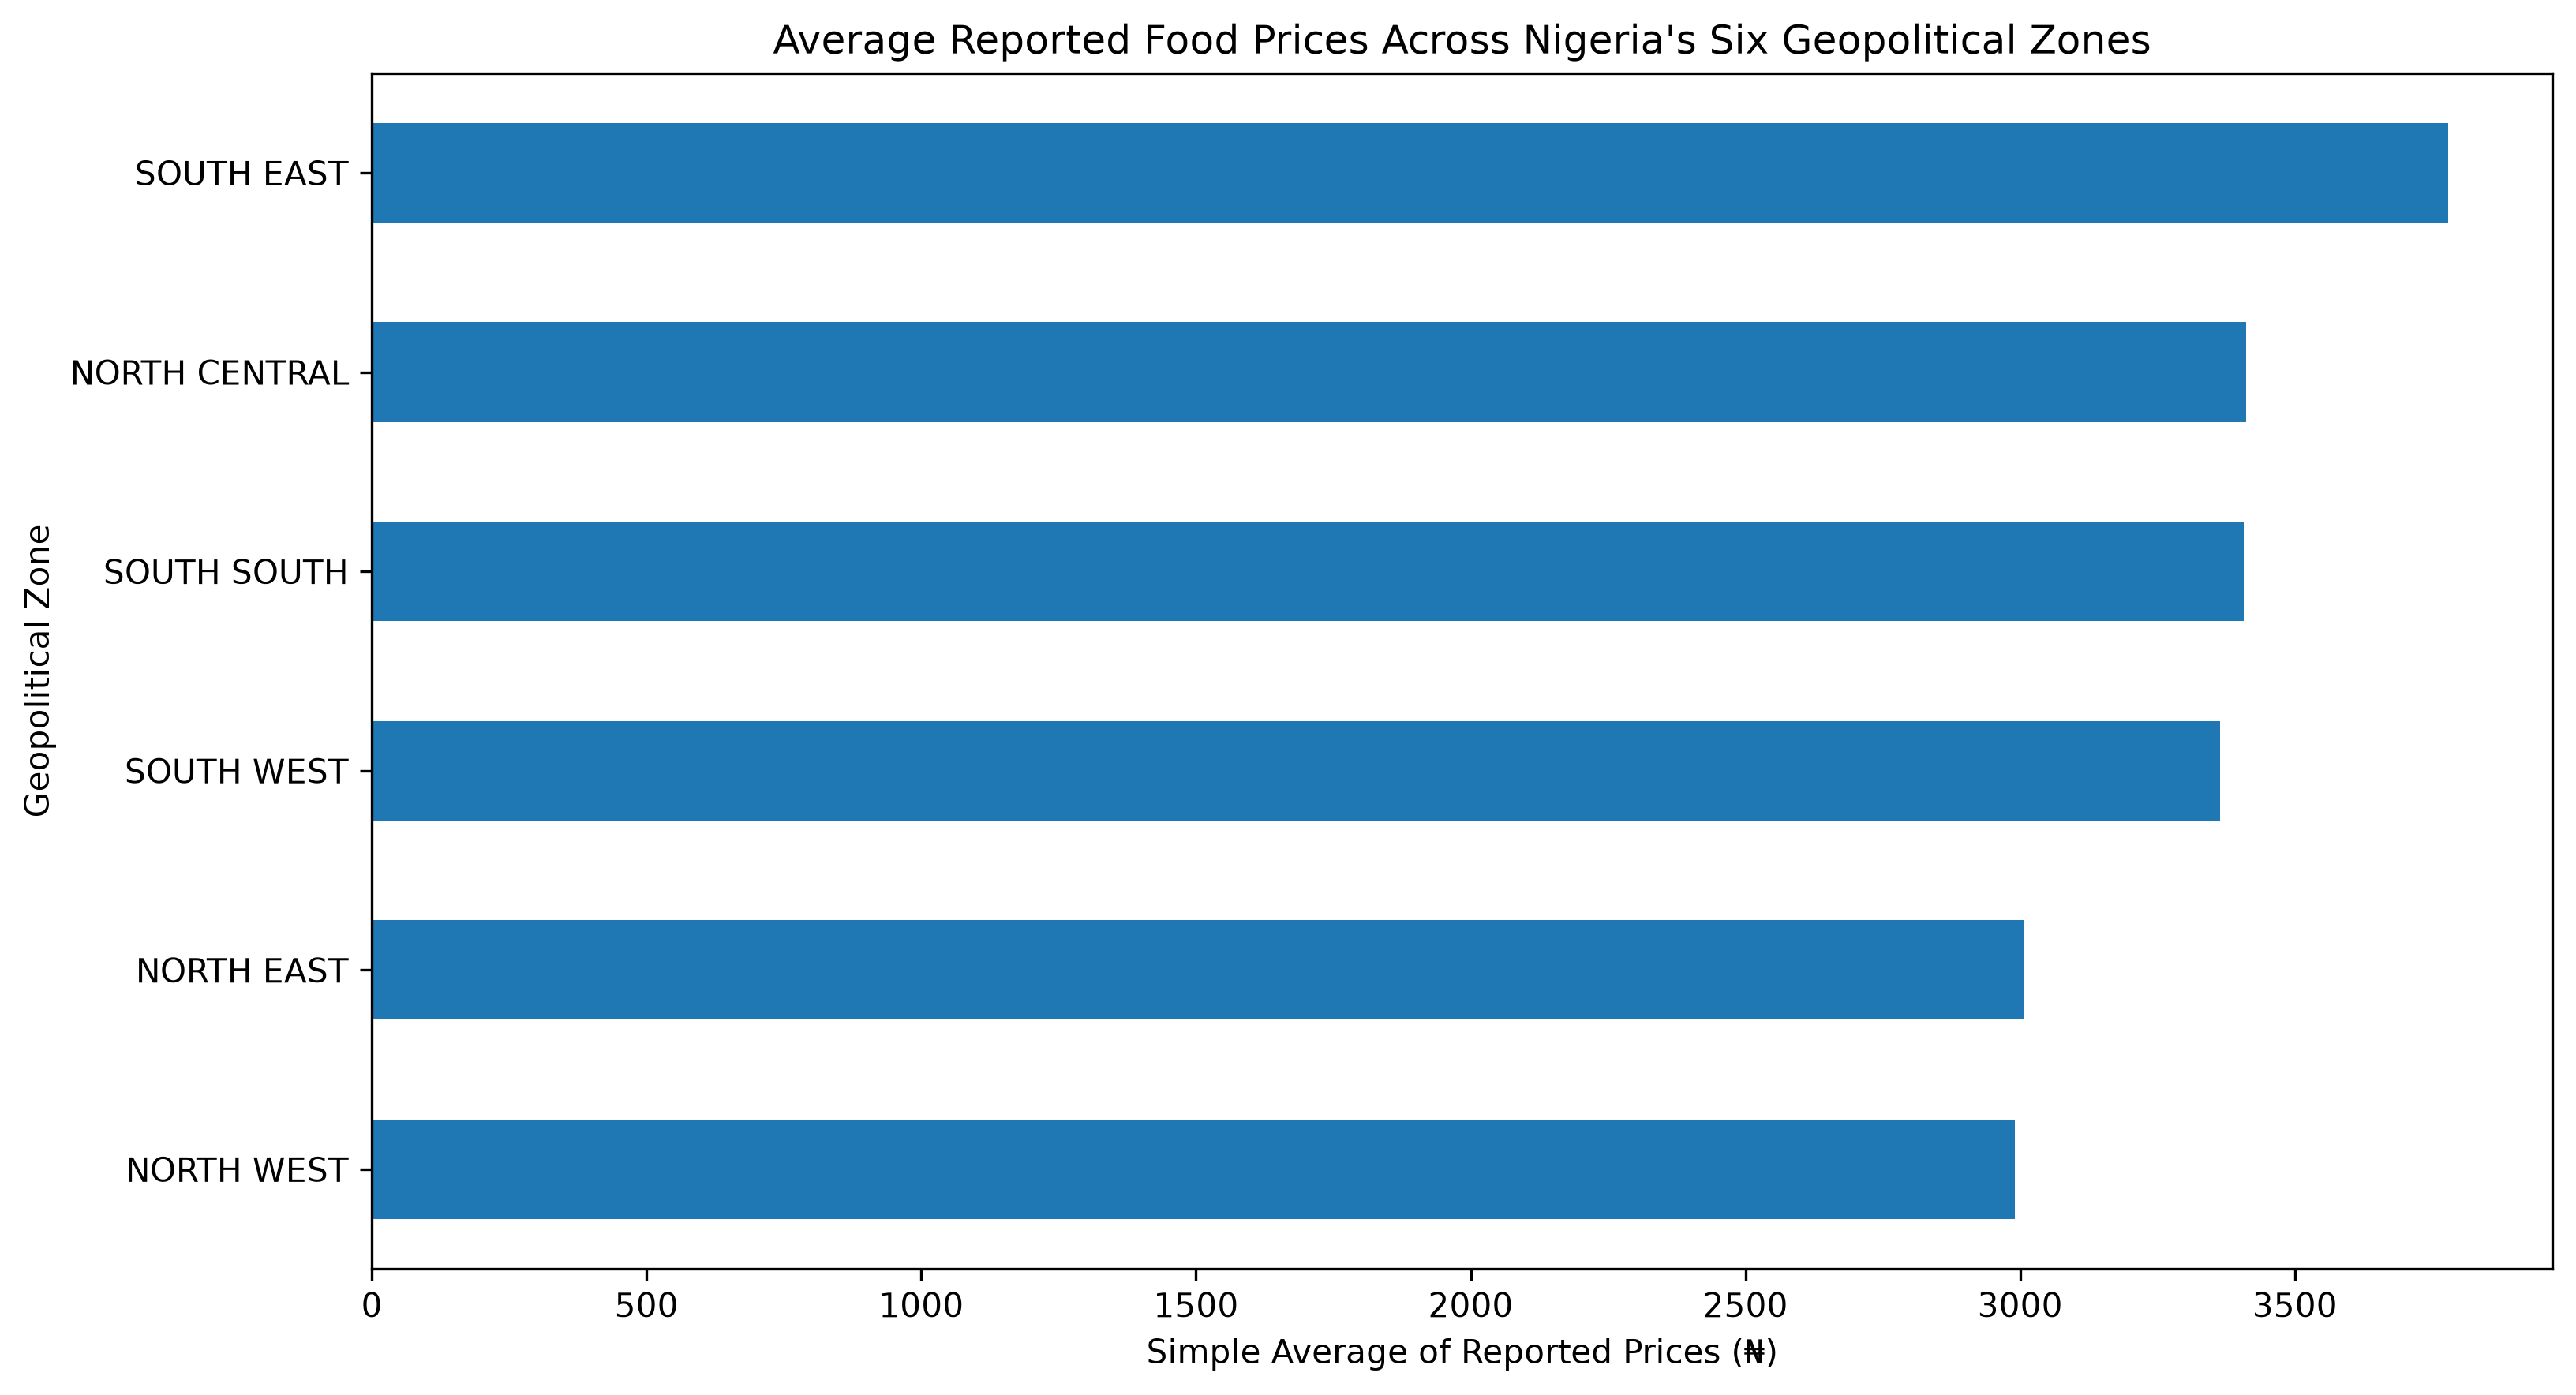 Average Reported Food Prices Across Nigeria's Six Geopolitical Zones
Geopolitical Zone
SOUTH EAST
NORTH CENTRAL
SOUTH SOUTH
SOUTH WEST
NORTH EAST
NORTH WEST
0 500 1000 1500 2000 2500 3000 3500
Simple Average of Reported Prices (₦)